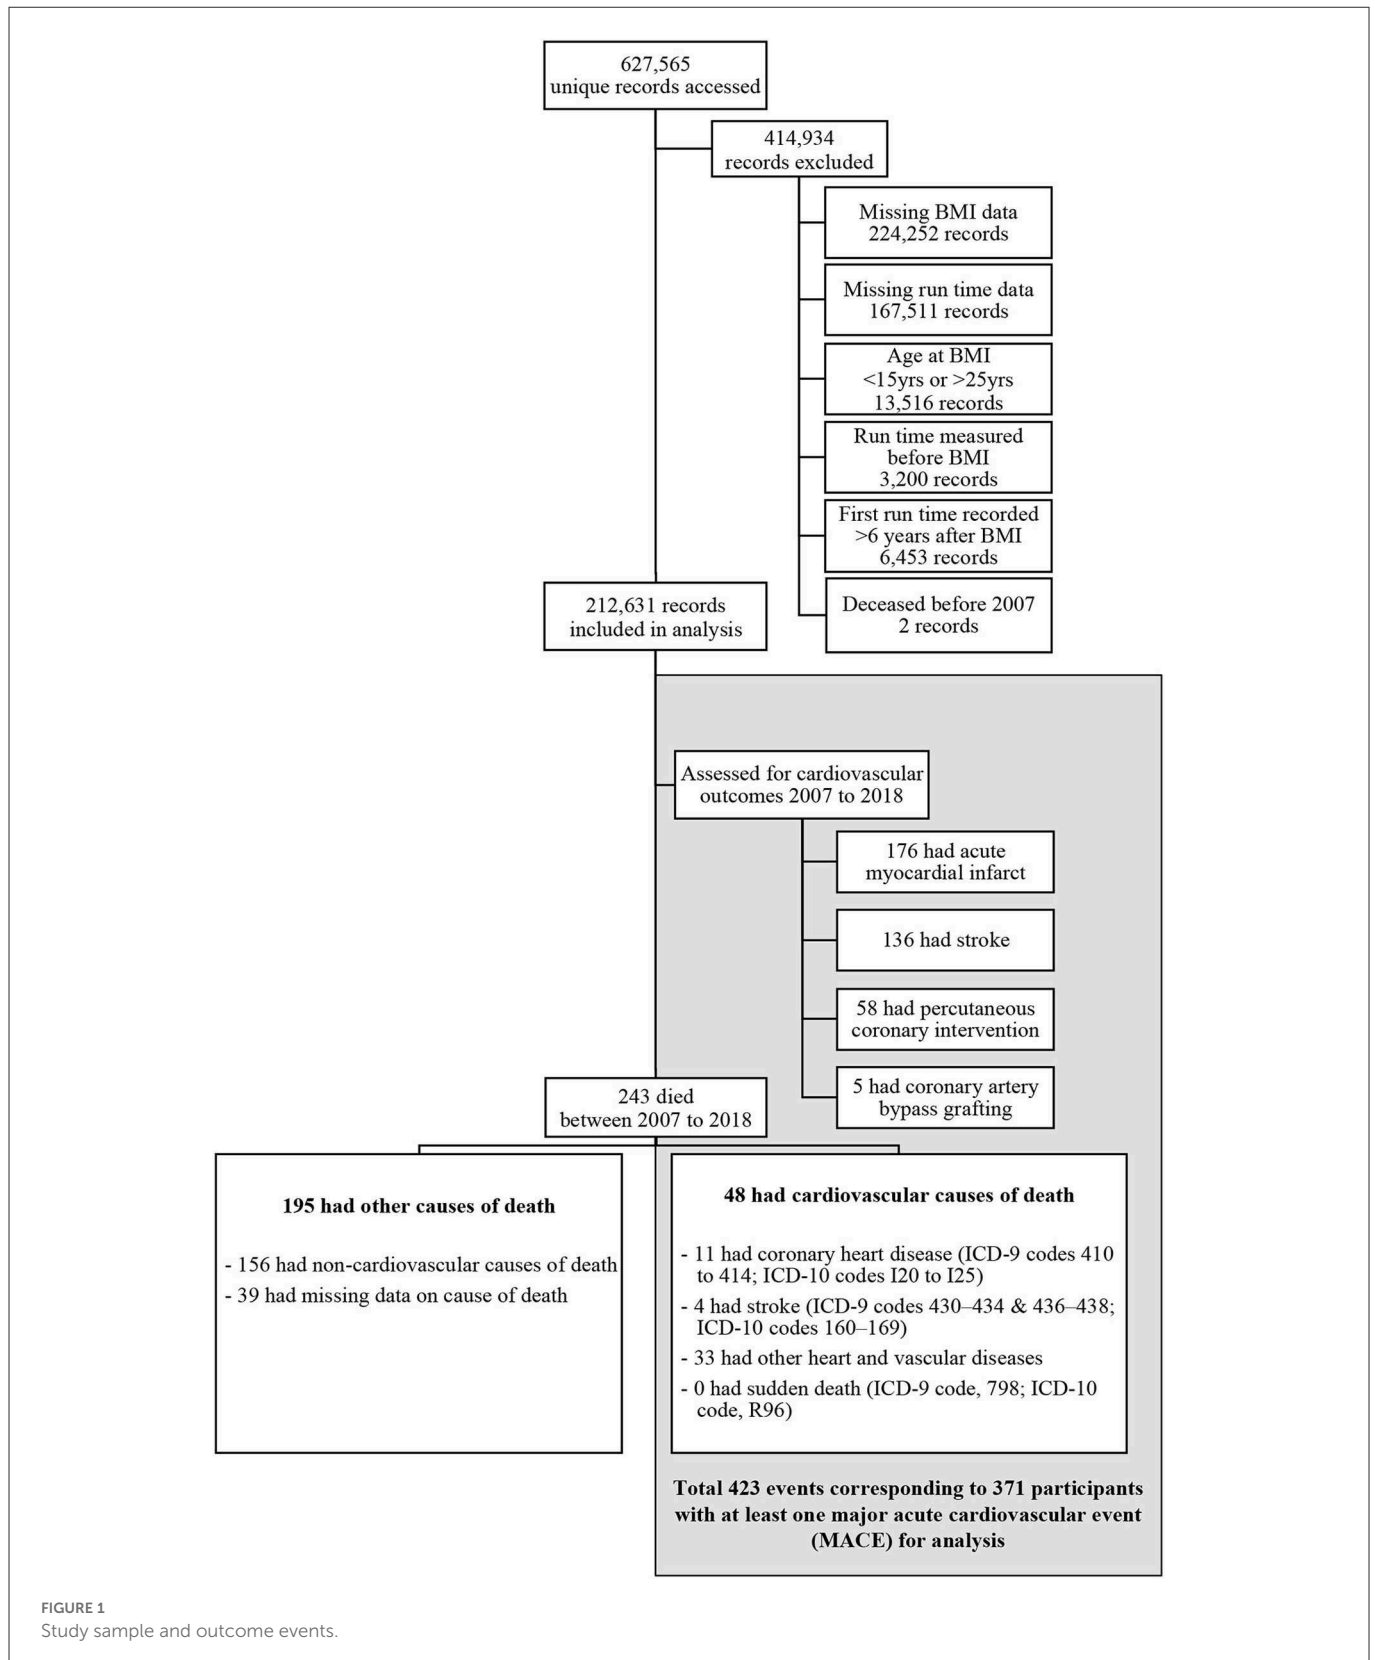 627,565
unique records accessed
414,934
records excluded
Missing BMI data
224,252 records
Missing run time data
167,511 records
Age at BMI
<15yrs or >25yrs
13,516 records
Run time measured
before BMI
3,200 records
First run time recorded
>6 years after BMI
6,453 records
Deceased before 2007
2 records
212,631 records
included in analysis
Assessed for cardiovascular
outcomes 2007 to 2018
176 had acute
myocardial infarct
136 had stroke
58 had percutaneous
coronary intervention
5 had coronary artery
bypass grafting
243 died
between 2007 to 2018
195 had other causes of death
- 156 had non-cardiovascular causes of death
- 39 had missing data on cause of death
48 had cardiovascular causes of death
- 11 had coronary heart disease (ICD-9 codes 410
to 414; ICD-10 codes I20 to I25)
- 4 had stroke (ICD-9 codes 430–434 & 436–438;
ICD-10 codes 160–169)
- 33 had other heart and vascular diseases
- 0 had sudden death (ICD-9 code, 798; ICD-10
code, R96)
Total 423 events corresponding to 371 participants
with at least one major acute cardiovascular event
(MACE) for analysis
FIGURE 1
Study sample and outcome events.